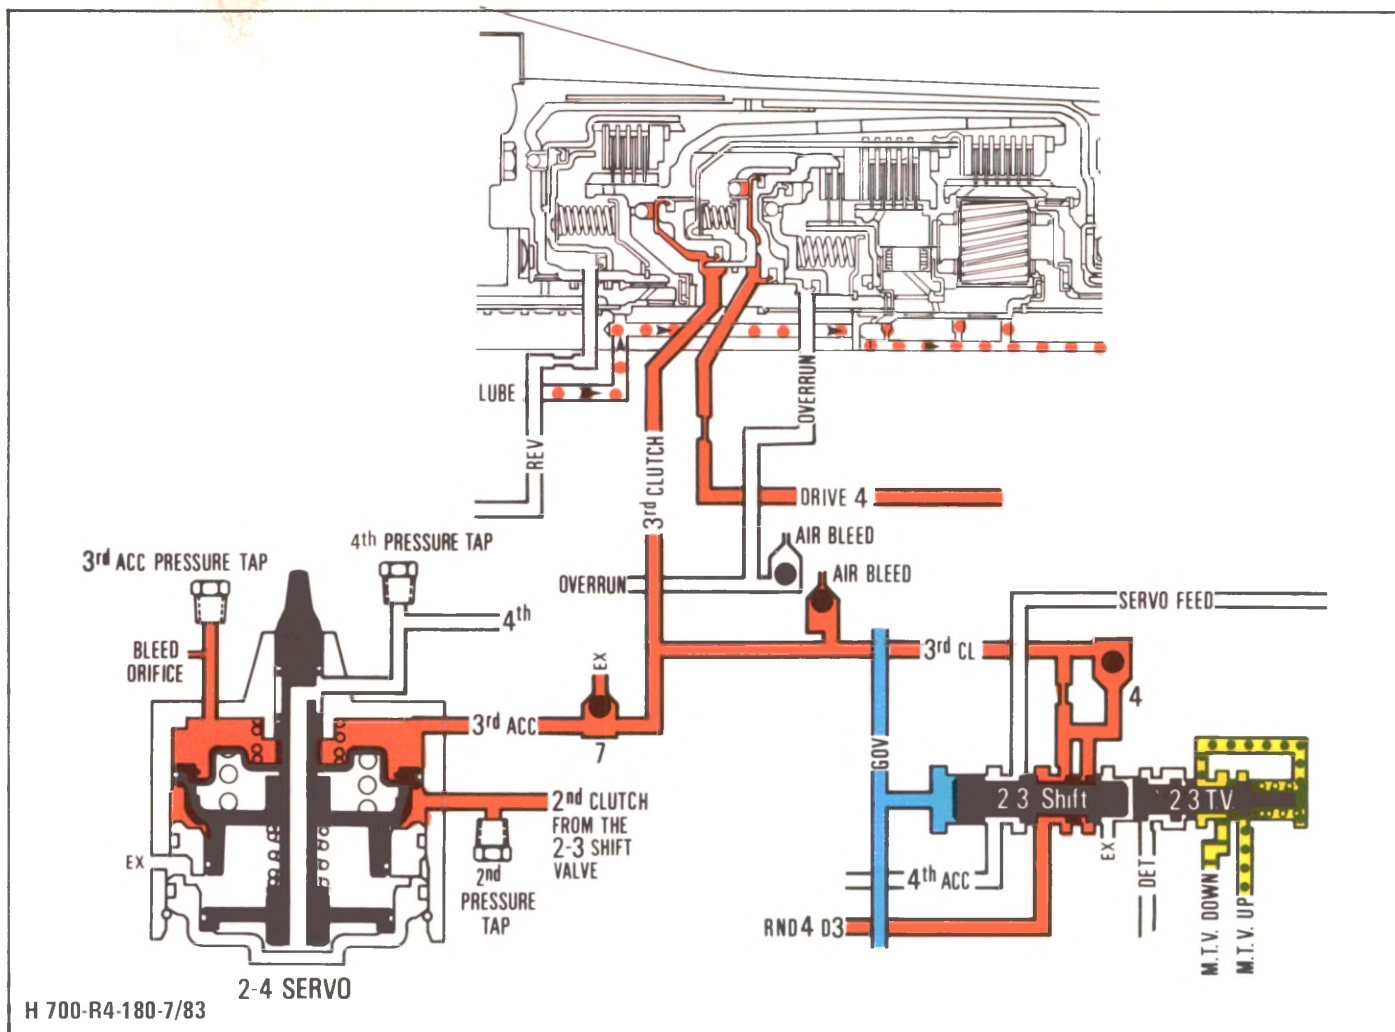 LUBE
REV
3rd CLUTCH
OVERRUN
DRIVE 4
4th PRESSURE TAP
3rd ACC PRESSURE TAP
AIR BLEED
AIR BLEED
OVERRUN
SERVO FEED
4th
BLEED
ORIFICE
EX
3rd CL
4
3rd ACC
7
GOV
2 3 Shift
2 3 T.V.
2nd CLUTCH
FROM THE
2-3 SHIFT
VALVE
EX
EX
DET
2nd
PRESSURE
TAP
4th ACC
M.T.V. DOWN
M.T.V. UP
RND4 D3
2-4 SERVO
H 700-R4-180-7/83